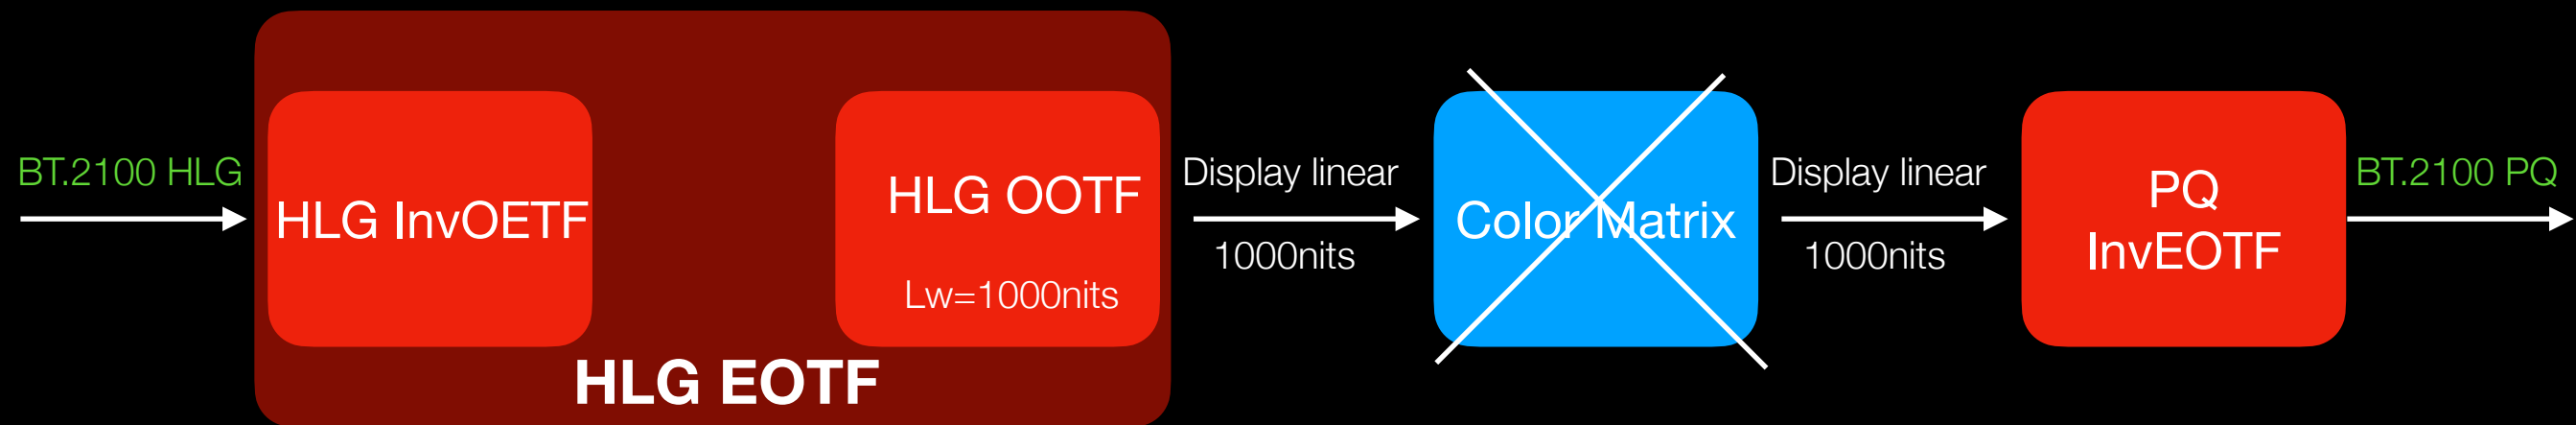 BT.2100 HLG
HLG InvOETF
HLG OOTF
Lw=1000nits
HLG EOTF
Display linear
1000nits
Color Matrix
Display linear
1000nits
PQ
InvEOTF
BT.2100 PQ